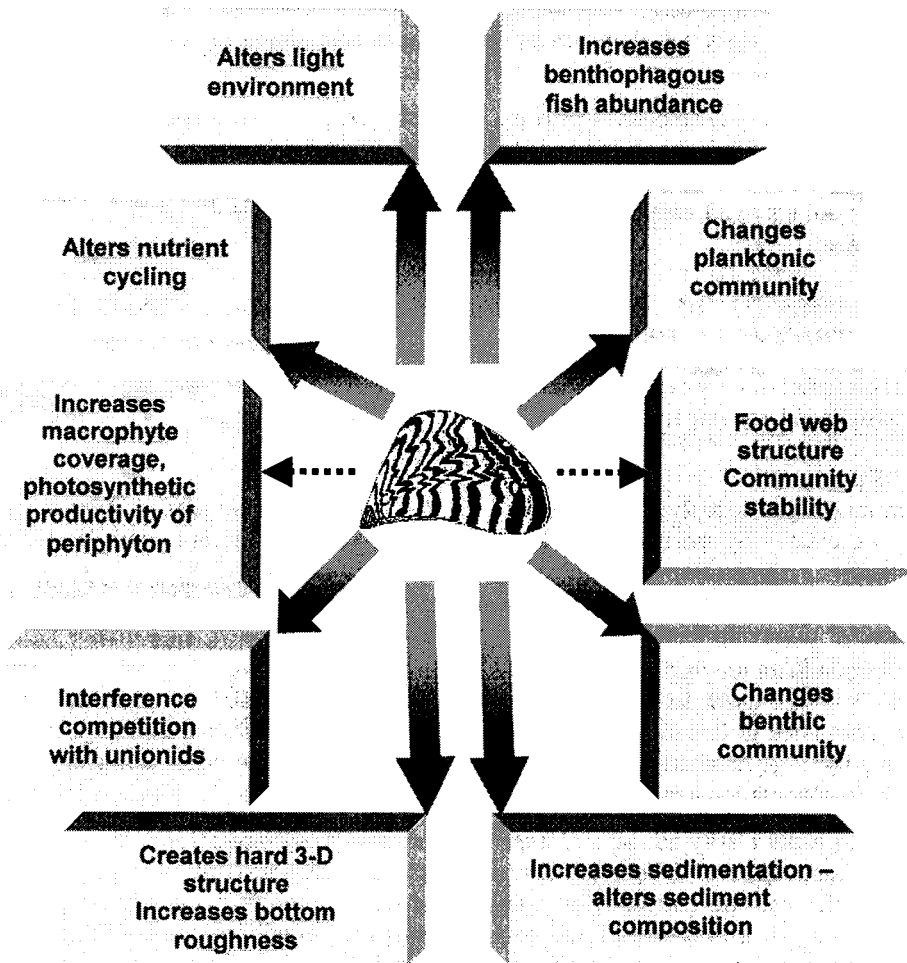 Alters light
environment
Increases
benthophagous
fish abundance
Alters nutrient
cycling
Changes
planktonic
community
Increases
macrophyte
coverage,
photosynthetic
productivity of
periphyton
Food web
structure
Community
stability
Interference
competition
with unionids
Changes
benthic
community
Creates hard 3-D
structure
Increases bottom
roughness
Increases sedimentation –
alters sediment
composition